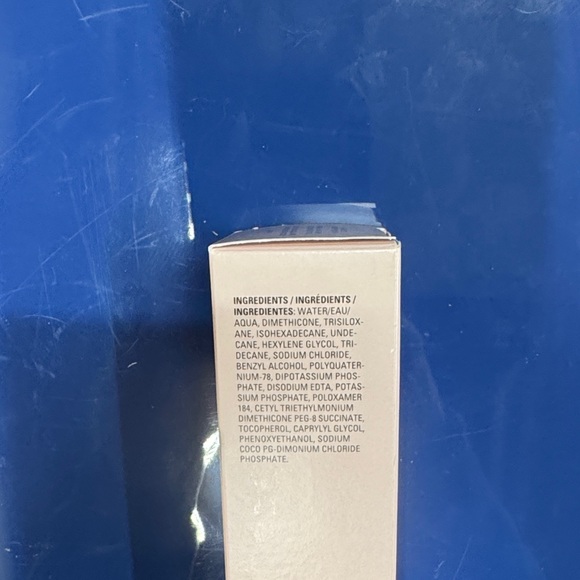 INGREDIENTS / INGRÉDIENTS /
INGREDIENTES: WATER/EAU/
AQUA, DIMETHICONE, TRISILOX-
ANE, ISOHEXADECANE, UNDE-
CANE, HEXYLENE GLYCOL, TRI-
DECANE, SODIUM CHLORIDE,
BENZYL ALCOHOL, POLYQUATER-
NIUM-78, DIPOTASSIUM PHOS-
PHATE, DISODIUM EDTA, POTAS-
SIUM PHOSPHATE, POLOXAMER
184, CETYL TRIETHYLMONIUM
DIMETHICONE PEG-8 SUCCINATE,
TOCOPHEROL, CAPRYLYL GLYCOL,
PHENOXYETHANOL, SODIUM
COCO PG-DIMONIUM CHLORIDE
PHOSPHATE.